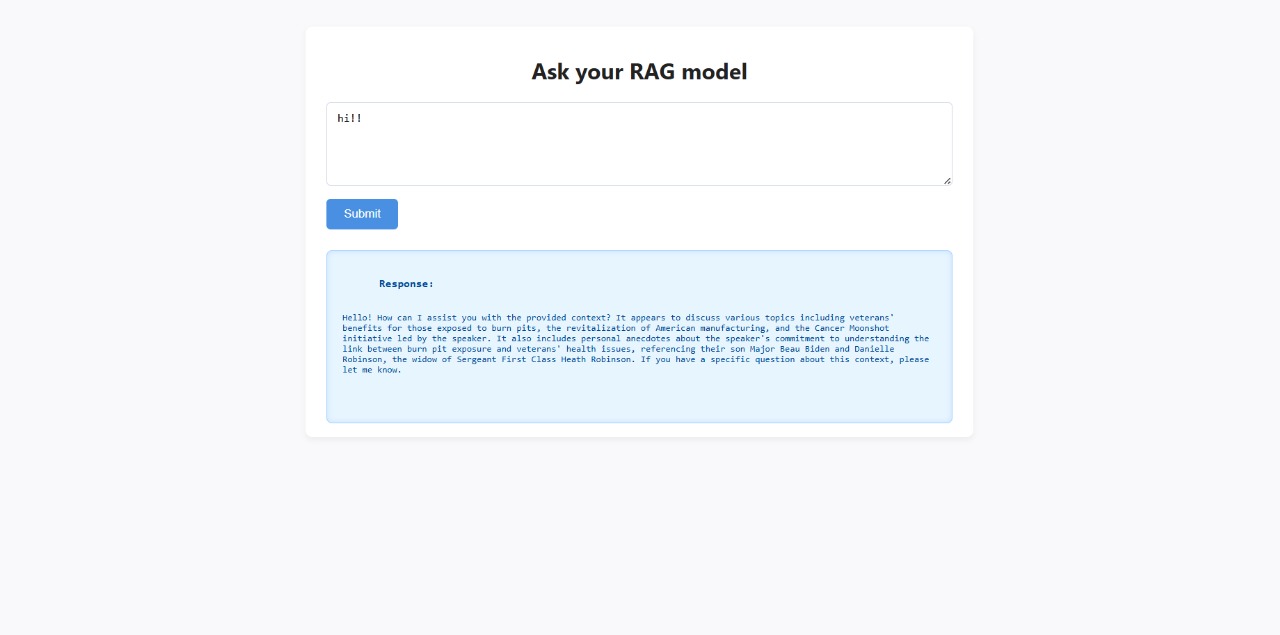 Ask your RAG model
hi!!
Submit
Response:
Hello! How can I assist you with the provided context? It appears to discuss various topics including veterans'
benefits for those exposed to burn pits, the revitalization of American manufacturing, and the Cancer Moonshot
initiative led by the speaker. It also includes personal anecdotes about the speaker's commitment to understanding the
link between burn pit exposure and veterans' health issues, referencing their son Major Beau Biden and Danielle
Robinson, the widow of Sergeant First Class Heath Robinson. If you have a specific question about this context, please
let me know.